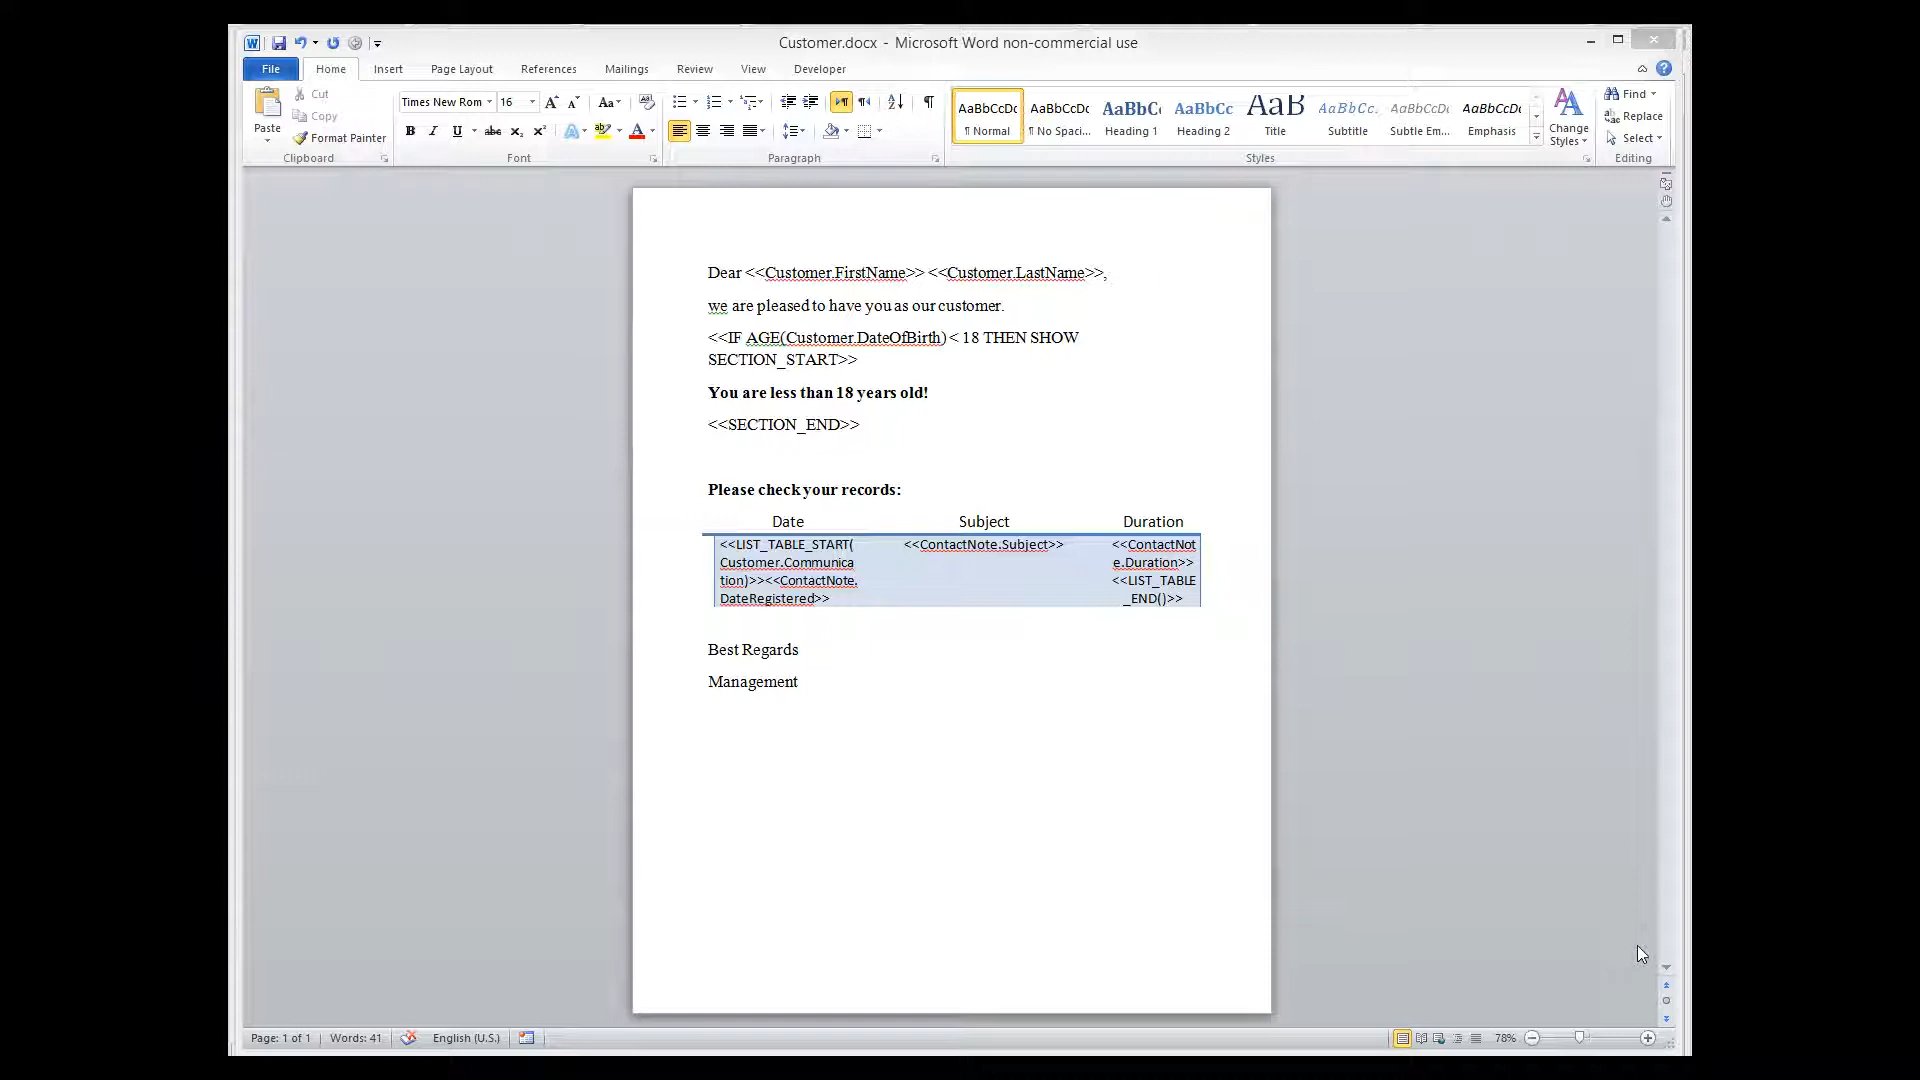 Customer.docx - Microsoft Word non-commercial use
File Home Insert Page Layout References Mailings Review View Developer
Paste
Cut
Copy
Format Painter
Clipboard
Times New Rom 16
Font
Paragraph
AaBbCcDc AaBbCcDc AaBbC AaBbCc AaB AaBbCc. AaBbCcDc AaBbCcDc
¶ Normal ¶ No Spaci... Heading 1 Heading 2 Title Subtitle Subtle Em... Emphasis
Change
Styles
Styles
Find
Replace
Select
Editing
Dear <<Customer.FirstName>> <<Customer.LastName>>,
we are pleased to have you as our customer.
<<IF AGE(Customer.DateOfBirth) < 18 THEN SHOW
SECTION_START>>
You are less than 18 years old!
<<SECTION_END>>
Please check your records:
Date Subject Duration
<<LIST_TABLE_START( <<ContactNote.Subject>> <<ContactNot
Customer.Communica e.Duration>>
tion)>><<ContactNote. <<LIST_TABLE
DateRegistered>> _END()>>
Best Regards
Management
Page: 1 of 1 Words: 41 English (U.S.) 78%